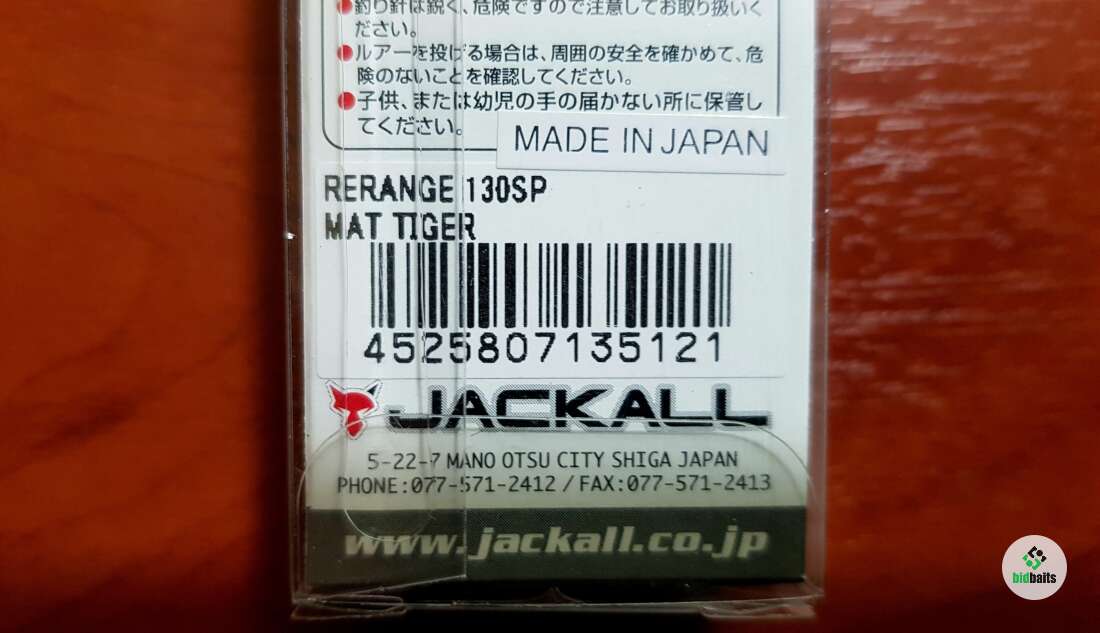 ●釣り針は鋭く、危険ですので注意してお取り扱いく
ださい。
●ルアーを投げる場合は、周囲の安全を確かめて、危
険のないことを確認してください。
●子供、または幼児の手の届かない所に保管し
てください。
MADE IN JAPAN
RERANGE 130SP
MAT TIGER
4525807135121
JACKALL
5-22-7 MANO OTSU CITY SHIGA JAPAN
PHONE:077-571-2412 / FAX:077-571-2413
www.jackall.co.jp
bidbaits